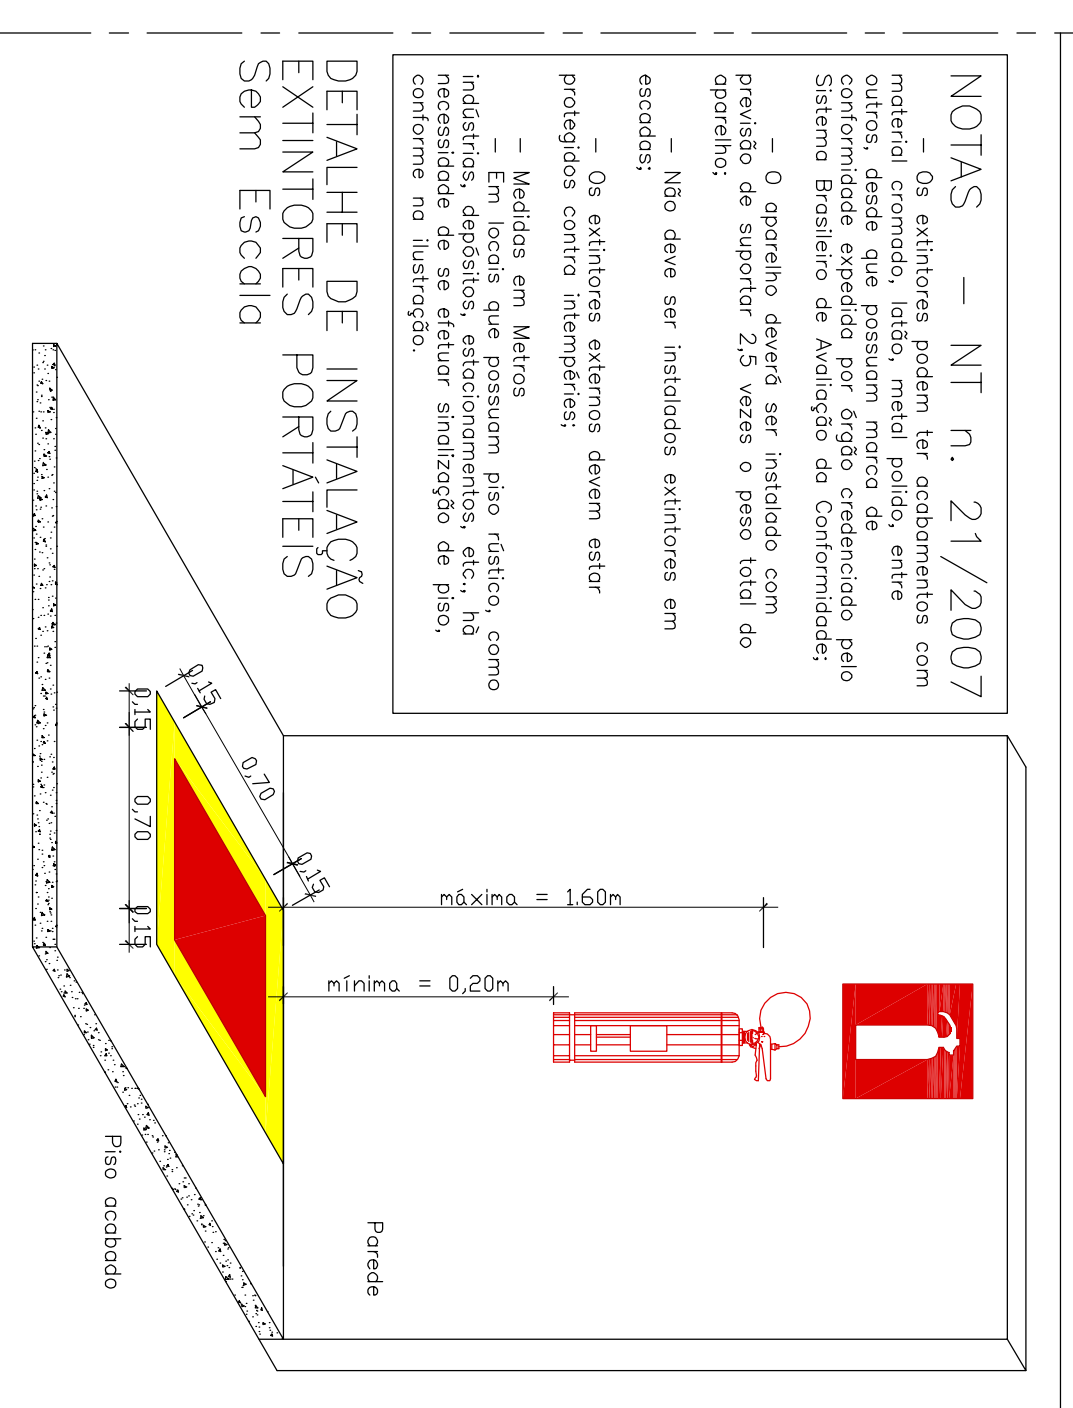 NOTAS - NT n. 21/2007
- Os extintores podem ter acabamentos com
material cromado, latão, metal polido, entre
outros, desde que possuam marca de
conformidade expedida por órgão credenciado pelo
Sistema Brasileiro de Avaliação da Conformidade;
- O aparelho deverá ser instalado com
previsão de suportar 2,5 vezes o peso total do
aparelho;
- Não deve ser instalados extintores em
escadas;
- Os extintores externos devem estar
protegidos contra intempéries;
- Medidas em Metros
- Em locais que possuam piso rústico, como
indústrias, depósitos, estacionamentos, etc., hà
necessidade de se efetuar sinalização de piso,
conforme na ilustração.
DETALHE DE INSTALAÇÃO
EXTINTORES PORTÁTEIS
Sem Escala
máxima = 1.60m
mínima = 0,20m
Parede
0,15
0,70
0,15
0,15
0,70
0,15
Piso acabado